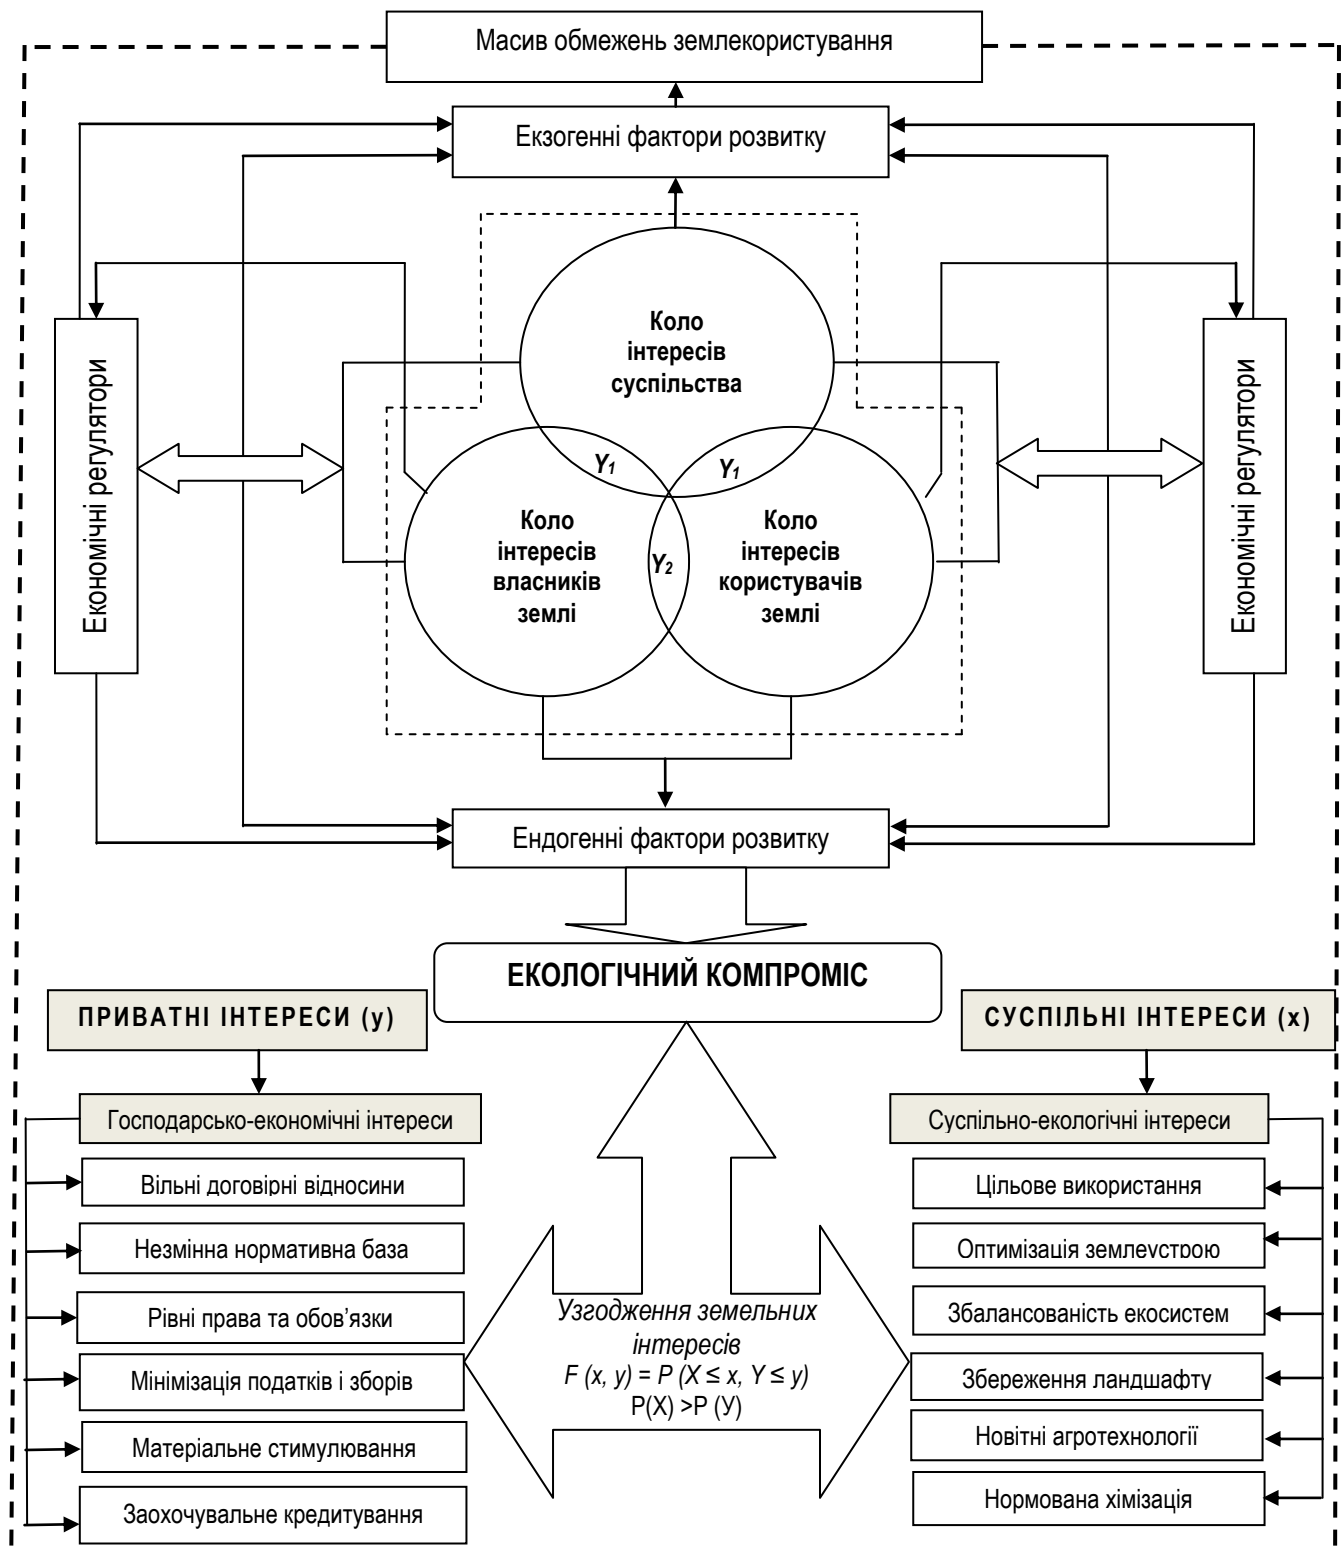 Масив обмежень землекористування
Екзогенні фактори розвитку
Коло
інтересів
суспільства
Економічні регулятори
Економічні регулятори
Y1
Y1
Коло
інтересів
власників
землі
Y2
Коло
інтересів
користувачів
землі
Ендогенні фактори розвитку
ЕКОЛОГІЧНИЙ КОМПРОМІС
ПРИВАТНІ ІНТЕРЕСИ (у)
СУСПІЛЬНІ ІНТЕРЕСИ (х)
Господарсько-економічні інтереси
Вільні договірні відносини
Незмінна нормативна база
Рівні права та обов’язки
Мінімізація податків і зборів
Матеріальне стимулювання
Заохочувальне кредитування
Узгодження земельних
інтересів
F (x, y) = P (X ≤ x, Y ≤ y)
Р(Х) >Р (У)
Суспільно-екологічні інтереси
Цільове використання
Оптимізація землеустрою
Збалансованість екосистем
Збереження ландшафту
Новітні агротехнології
Нормована хімізація